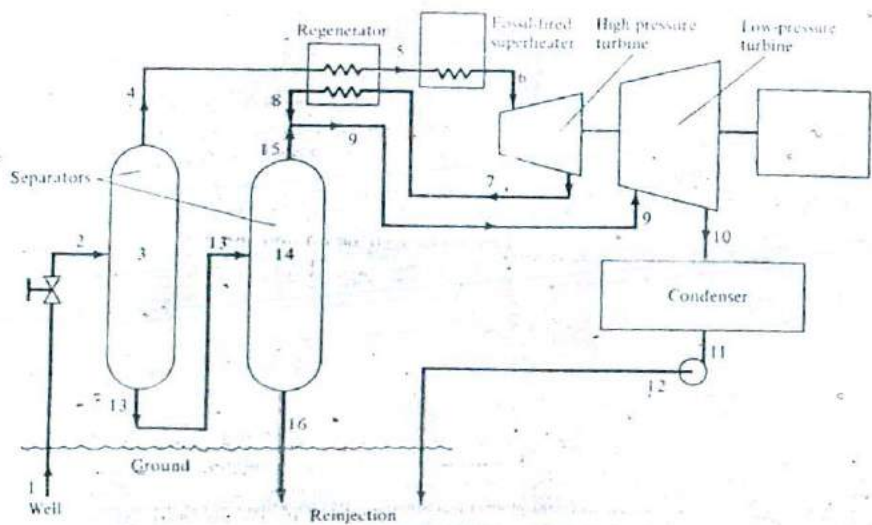 Regenerator
Fossil-fired
superheater
High pressure
turbine
Low-pressure
turbine
5
4
8
6
15
9
7
Separators
2
3
13
14
9
10
Condenser
11
12
13
16
Ground
1
Well
Reinjection